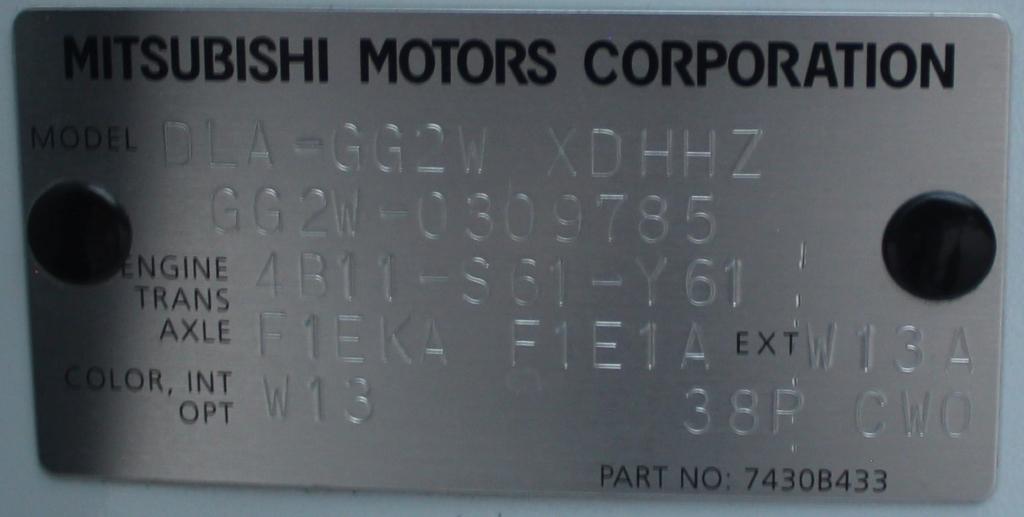 MITSUBISHI MOTORS CORPORATION
MODEL DLA-GG2W XDHHZ
GG2W-0309785
ENGINE 4B11-S61-Y61
TRANS
AXLE F1EKA F1E1A EXT W13A
COLOR, INT
OPT W13 38P CW0
PART NO: 7430B433